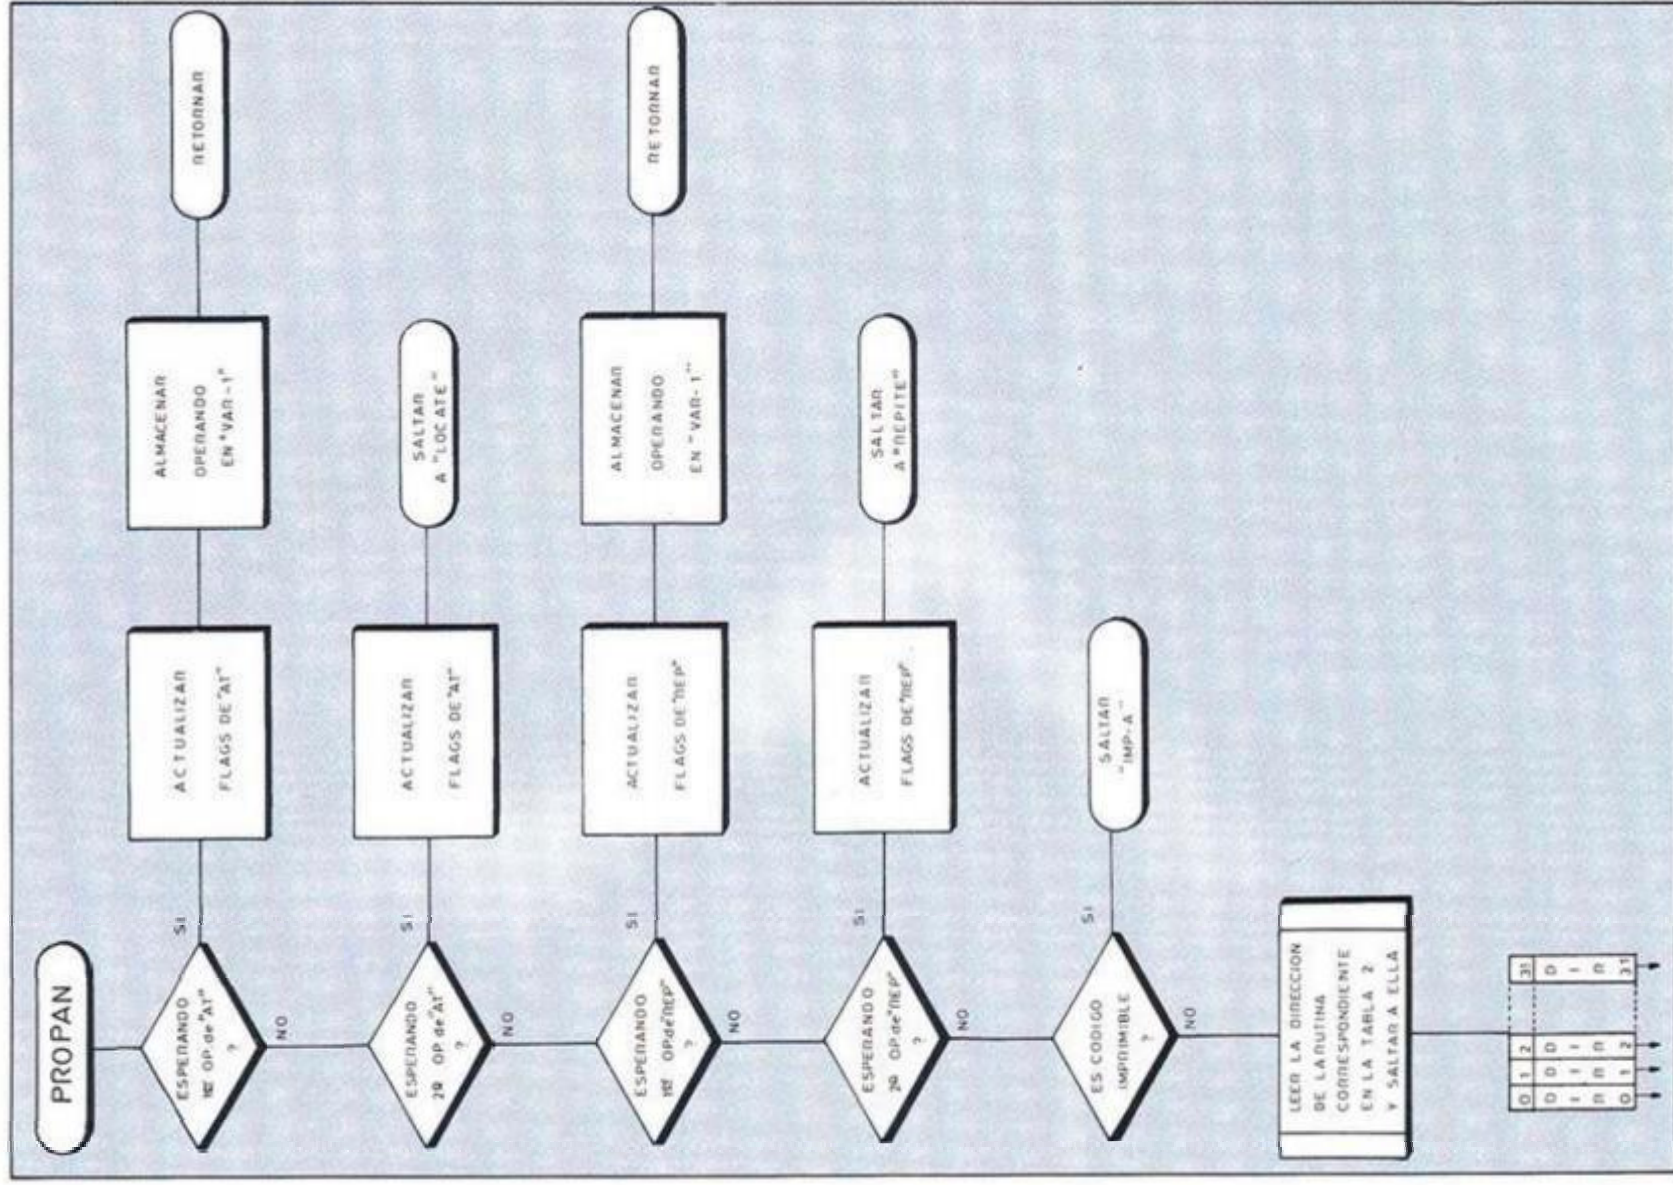 PROPAN
ESPERANDO
1er OP de "AT"
?
SI
NO
ACTUALIZAR
FLAGS DE "AT"
ALMACENAR
OPERANDO
EN "VAR-1"
RETORNAR
ESPERANDO
2º OP de "AT"
?
SI
NO
ACTUALIZAR
FLAGS DE "AT"
SALTAR
A "LOCATE"
ESPERANDO
1er OP de "REP"
?
SI
NO
ACTUALIZAR
FLAGS DE "REP"
ALMACENAR
OPERANDO
EN "VAR-1"
RETORNAR
ESPERANDO
2º OP de "REP"
?
SI
NO
ACTUALIZAR
FLAGS DE "REP"
SALTAR
A "REPITE"
ES CODIGO
IMPRIMIBLE
?
SI
NO
SALTAR
"IMP-A"
LEER LA DIRECCION
DE LA RUTINA
CORRESPONDIENTE
EN LA TABLA 2
Y SALTAR A ELLA
0 1 2 31
D D D D
I I I I
R R R R
0 1 2 31